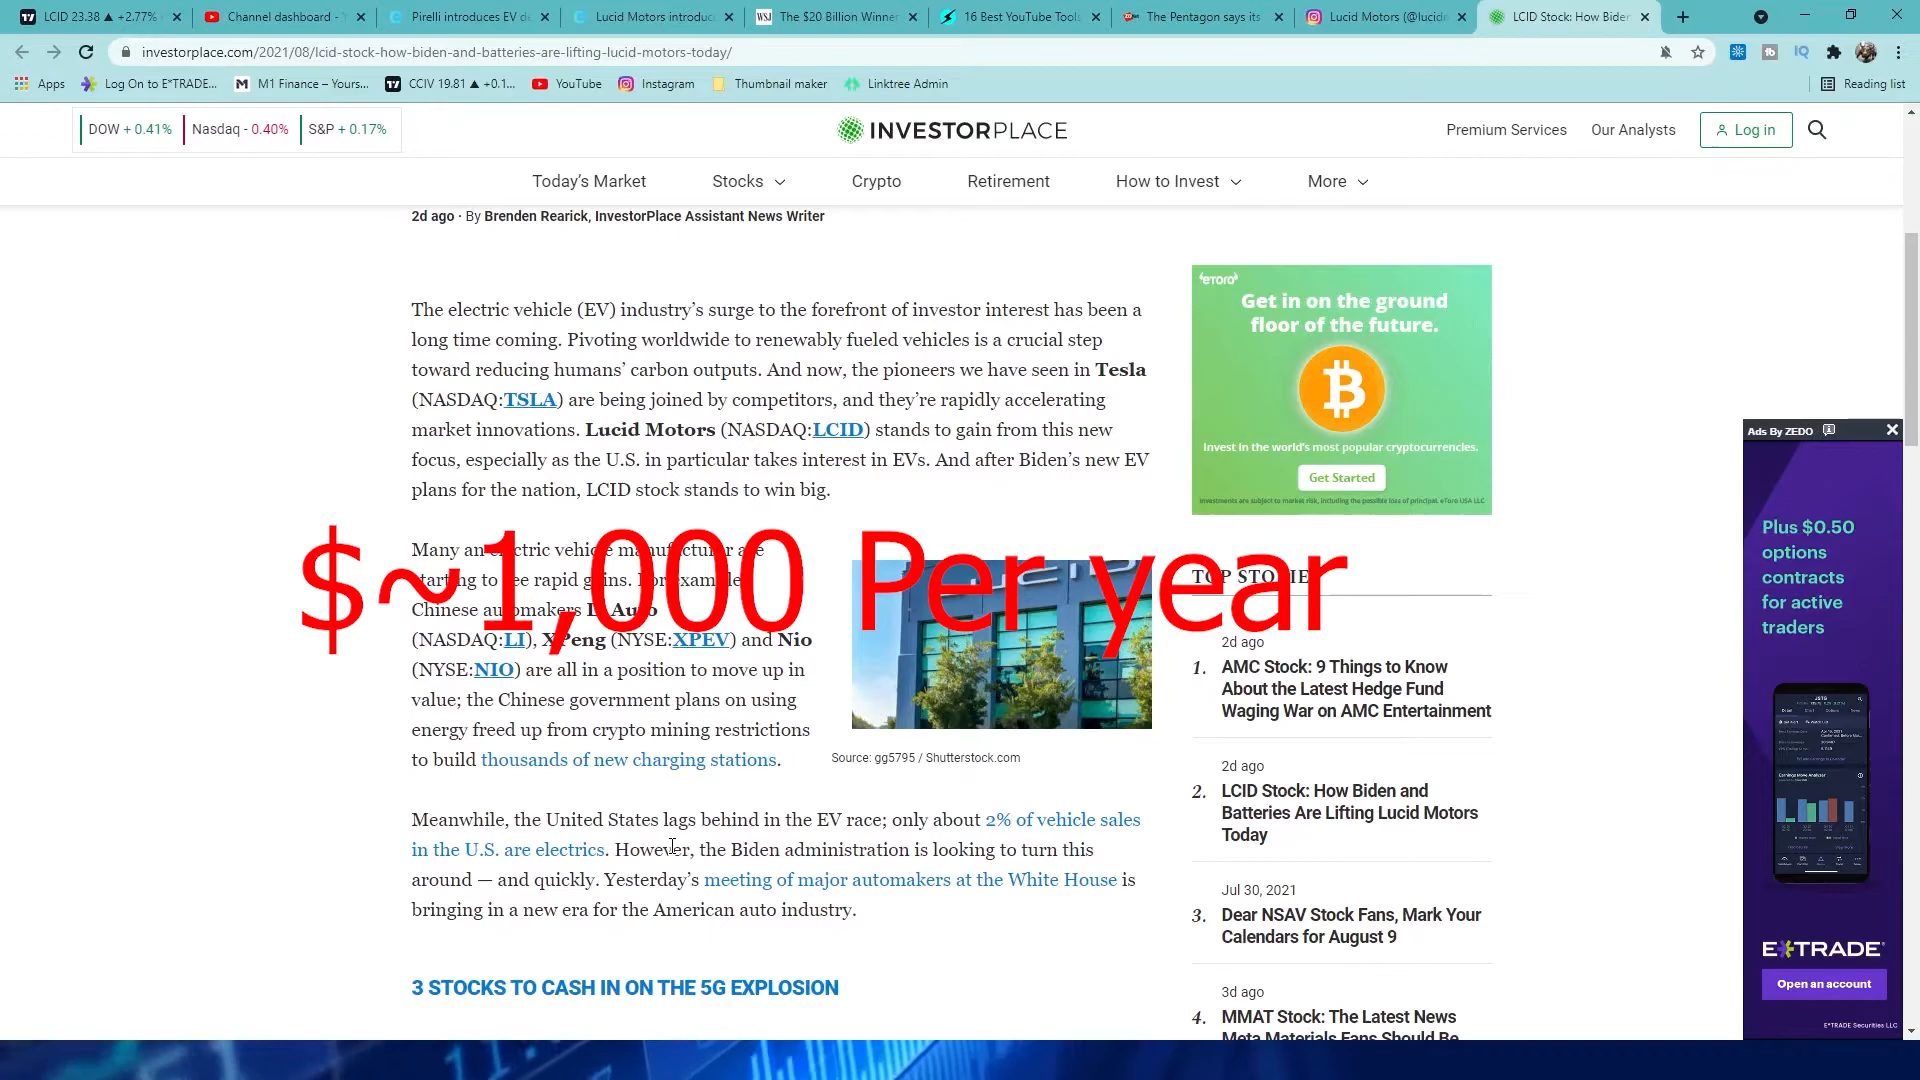 LCID 23.38 ▲ +2.77%
Channel dashboard - Y
Pirelli introduces EV de
Lucid Motors introduc
The $20 Billion Winner
16 Best YouTube Tools
The Pentagon says its
Lucid Motors (@lucidm
LCID Stock: How Biden
investorplace.com/2021/08/lcid-stock-how-biden-and-batteries-are-lifting-lucid-motors-today/
Apps
Log On to E*TRADE...
M1 Finance – Yours...
CCIV 19.81 ▲ +0.1...
YouTube
Instagram
Thumbnail maker
Linktree Admin
Reading list
DOW + 0.41%
Nasdaq - 0.40%
S&P + 0.17%
INVESTORPLACE
Premium Services
Our Analysts
Log in
Today's Market
Stocks
Crypto
Retirement
How to Invest
More
2d ago · By Brenden Rearick, InvestorPlace Assistant News Writer
The electric vehicle (EV) industry's surge to the forefront of investor interest has been a
long time coming. Pivoting worldwide to renewably fueled vehicles is a crucial step
toward reducing humans' carbon outputs. And now, the pioneers we have seen in Tesla
(NASDAQ:TSLA) are being joined by competitors, and they're rapidly accelerating
market innovations. Lucid Motors (NASDAQ:LCID) stands to gain from this new
focus, especially as the U.S. in particular takes interest in EVs. And after Biden's new EV
plans for the nation, LCID stock stands to win big.
$~1,000 Per year
Many an electric vehicle manufacturer are
starting to see rapid gains. For example,
Chinese automakers Li Auto
(NASDAQ:LI), XPeng (NYSE:XPEV) and Nio
(NYSE:NIO) are all in a position to move up in
value; the Chinese government plans on using
energy freed up from crypto mining restrictions
to build thousands of new charging stations.
Source: gg5795 / Shutterstock.com
Meanwhile, the United States lags behind in the EV race; only about 2% of vehicle sales
in the U.S. are electrics. However, the Biden administration is looking to turn this
around — and quickly. Yesterday's meeting of major automakers at the White House is
bringing in a new era for the American auto industry.
3 STOCKS TO CASH IN ON THE 5G EXPLOSION
eToro
Get in on the ground
floor of the future.
Invest in the world's most popular cryptocurrencies.
Get Started
Investments are subject to market risk, including the possible loss of principal. eToro USA LLC
TOP STORIES
2d ago
1. AMC Stock: 9 Things to Know
About the Latest Hedge Fund
Waging War on AMC Entertainment
2d ago
2. LCID Stock: How Biden and
Batteries Are Lifting Lucid Motors
Today
Jul 30, 2021
3. Dear NSAV Stock Fans, Mark Your
Calendars for August 9
3d ago
4. MMAT Stock: The Latest News
Meta Materials Fans Should Be
Ads By ZEDO
Plus $0.50
options
contracts
for active
traders
E*TRADE
Open an account
E*TRADE Securities LLC